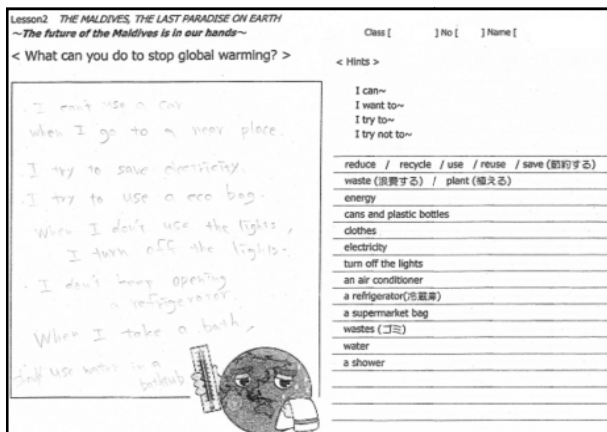 Lesson2 THE MALDIVES, THE LAST PARADISE ON EARTH
~The future of the Maldives is in our hands~
Class [ ] No [ ] Name [
< What can you do to stop global warming? >
・I can't use a car
when I go to a near place.
I try to save electricity.
・I try to use a eco bag.
When I don't use the lights,
I turn off the lights.
・I don't keep opening
a refrigerator.
When I take a bath,
use water in a
bathtub
< Hints >
I can~
I want to~
I try to~
I try not to~
reduce / recycle / use / reuse / save (節約する)
waste (浪費する) / plant (植える)
energy
cans and plastic bottles
clothes
electricity
turn off the lights
an air conditioner
a refrigerator(冷蔵庫)
a supermarket bag
wastes (ゴミ)
water
a shower